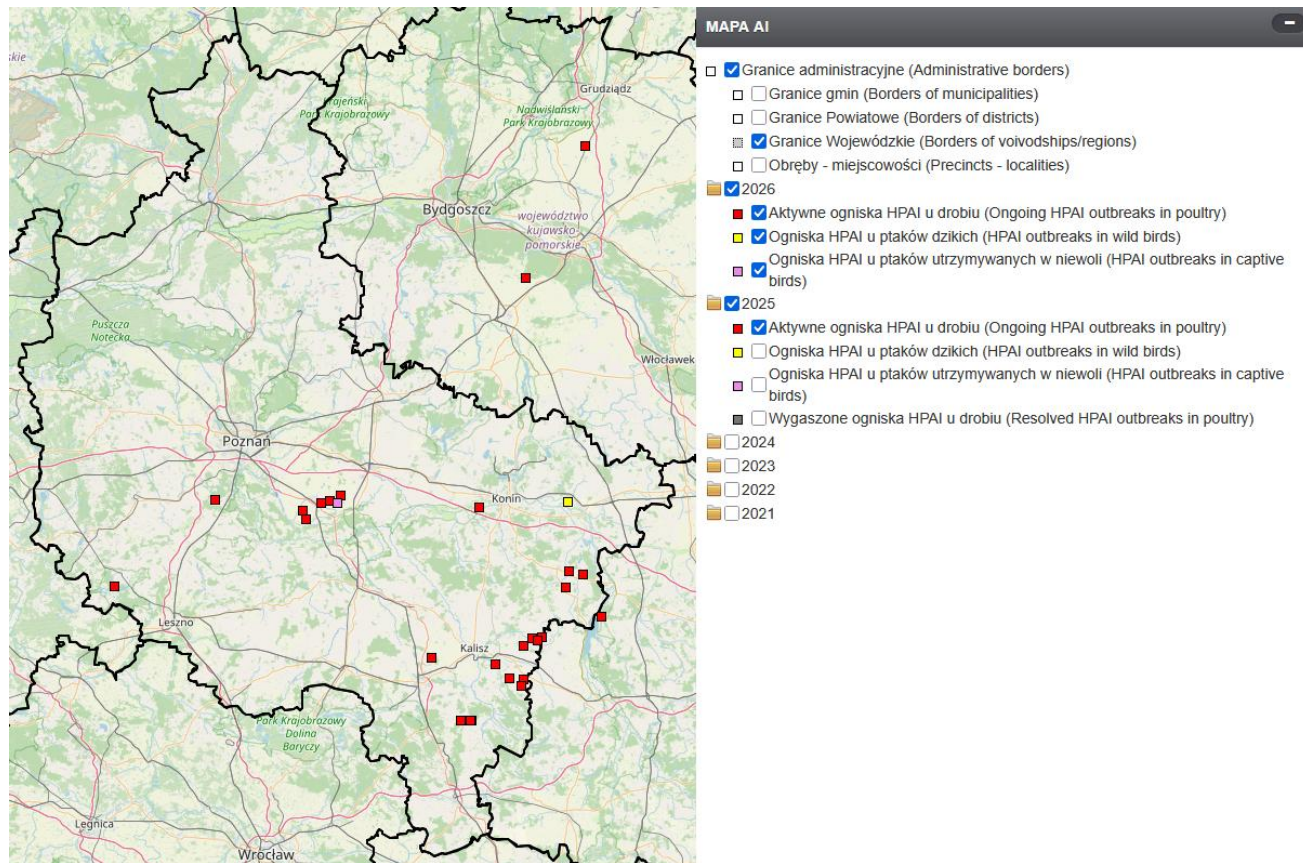 skie
Grudziądz
Krajeński
Park Krajobrazowy
Nadwiślański
Park Krajobrazowy
Bydgoszcz
województwo
kujawsko-
pomorskie
Puszcza
Notecka
Włocławek
Poznań
Konin
Leszno
Kalisz
Park Krajobrazowy
Dolina
Baryczy
Legnica
Wrocław
MAPA AI
Granice administracyjne (Administrative borders)
Granice gmin (Borders of municipalities)
Granice Powiatowe (Borders of districts)
Granice Wojewódzkie (Borders of voivodships/regions)
Obręby - miejscowości (Precincts - localities)
2026
Aktywne ogniska HPAI u drobiu (Ongoing HPAI outbreaks in poultry)
Ogniska HPAI u ptaków dzikich (HPAI outbreaks in wild birds)
Ogniska HPAI u ptaków utrzymywanych w niewoli (HPAI outbreaks in captive
birds)
2025
Aktywne ogniska HPAI u drobiu (Ongoing HPAI outbreaks in poultry)
Ogniska HPAI u ptaków dzikich (HPAI outbreaks in wild birds)
Ogniska HPAI u ptaków utrzymywanych w niewoli (HPAI outbreaks in captive
birds)
Wygaszone ogniska HPAI u drobiu (Resolved HPAI outbreaks in poultry)
2024
2023
2022
2021